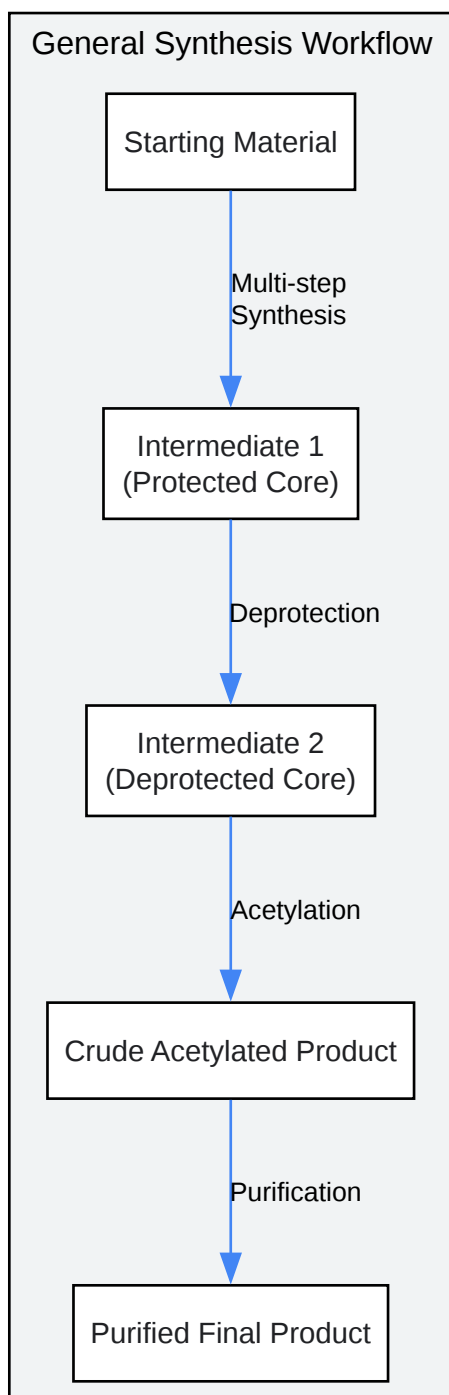 General Synthesis Workflow
Starting Material
Multi-step
Synthesis
Intermediate 1
(Protected Core)
Deprotection
Intermediate 2
(Deprotected Core)
Acetylation
Crude Acetylated Product
Purification
Purified Final Product